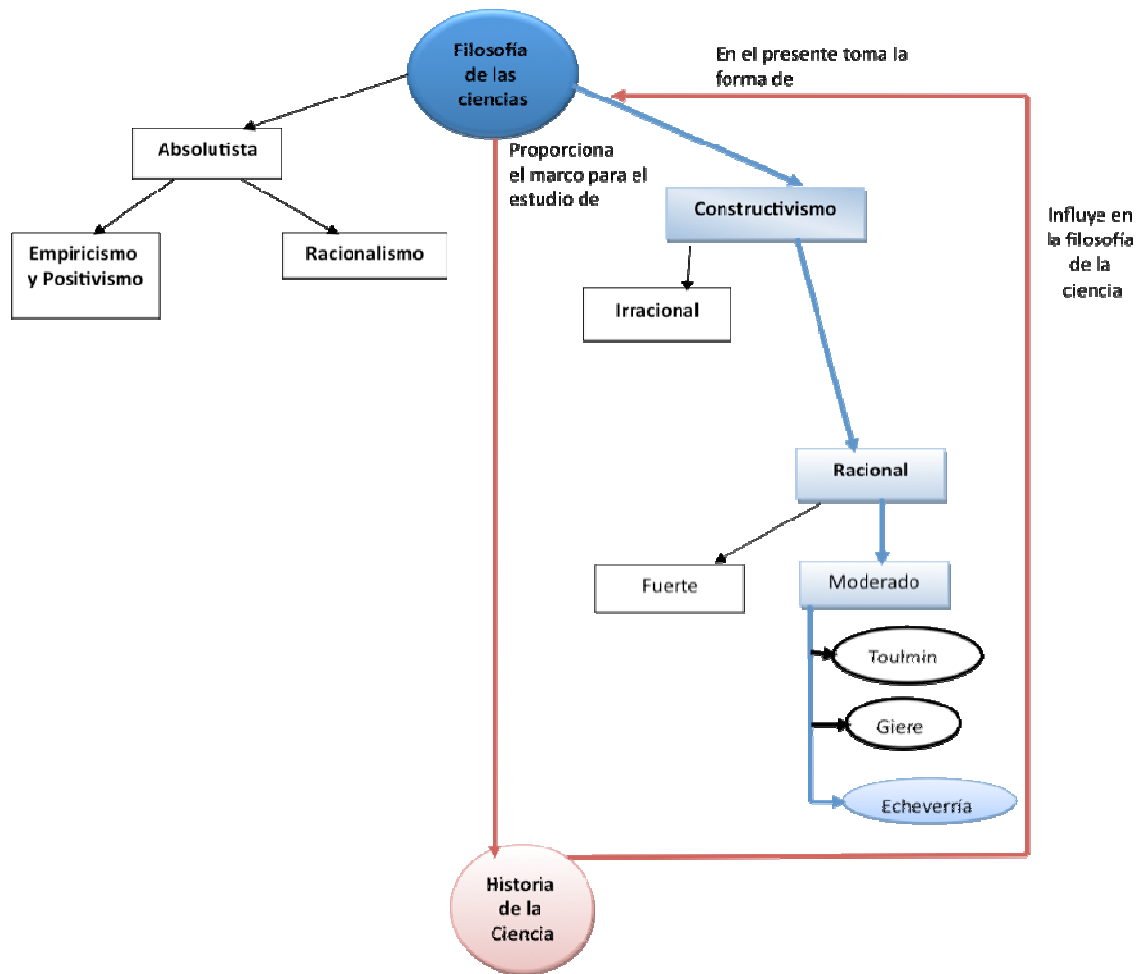 Filosofía
de las
ciencias
En el presente toma la
forma de
Absolutista
Proporciona
el marco para el
estudio de
Constructivismo
Influye en
la filosofía
de la
ciencia
Empiricismo
y Positivismo
Racionalismo
Irracional
Racional
Fuerte
Moderado
Toulmin
Giere
Echeverría
Historia
de la
Ciencia